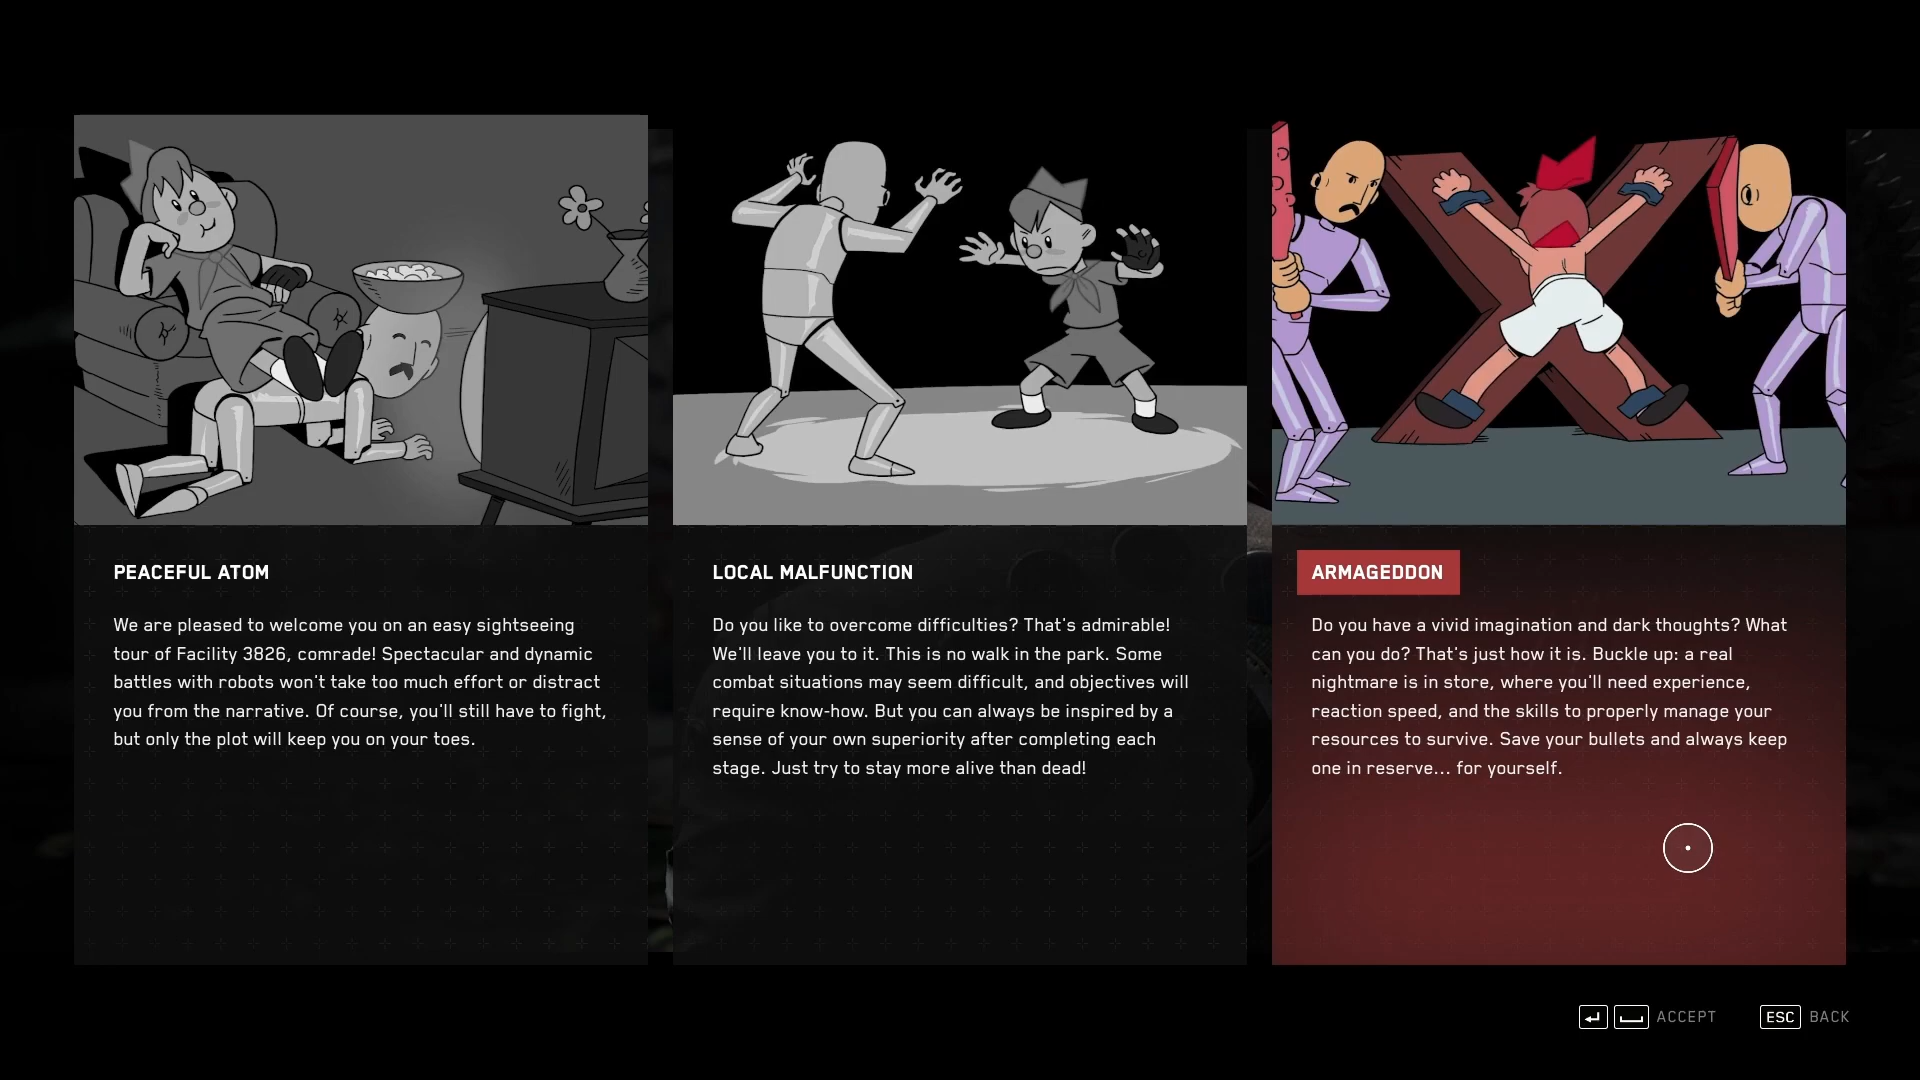 PEACEFUL ATOM
We are pleased to welcome you on an easy sightseeing
tour of Facility 3826, comrade! Spectacular and dynamic
battles with robots won't take too much effort or distract
you from the narrative. Of course, you'll still have to fight,
but only the plot will keep you on your toes.
LOCAL MALFUNCTION
Do you like to overcome difficulties? That's admirable!
We'll leave you to it. This is no walk in the park. Some
combat situations may seem difficult, and objectives will
require know-how. But you can always be inspired by a
sense of your own superiority after completing each
stage. Just try to stay more alive than dead!
ARMAGEDDON
Do you have a vivid imagination and dark thoughts? What
can you do? That's just how it is. Buckle up: a real
nightmare is in store, where you'll need experience,
reaction speed, and the skills to properly manage your
resources to survive. Save your bullets and always keep
one in reserve... for yourself.
ACCEPT
ESC BACK